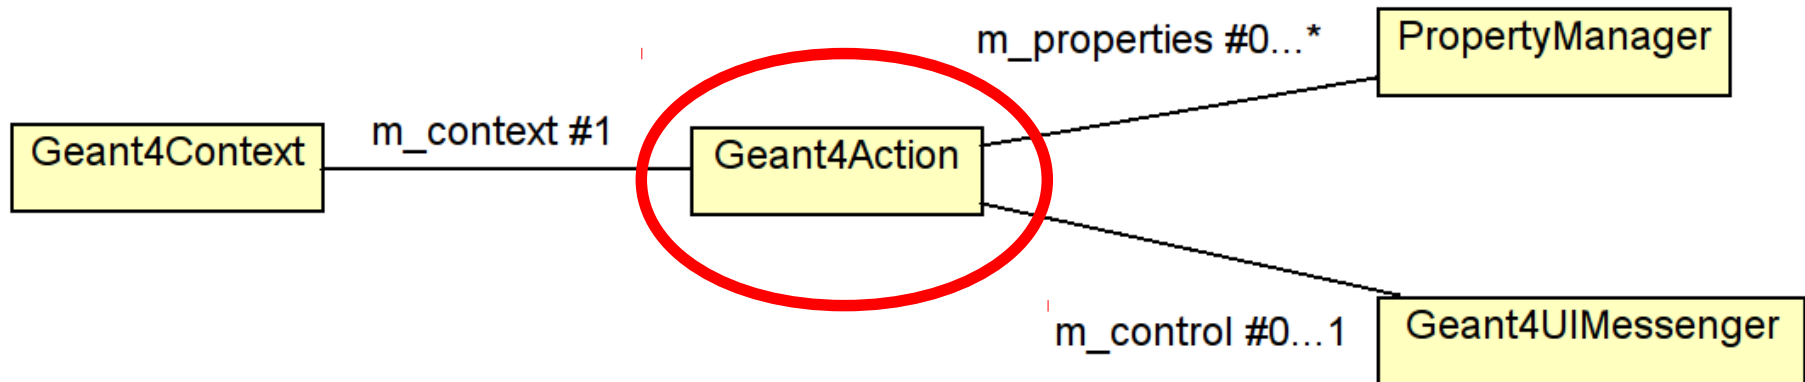 m_properties #0...*
PropertyManager
Geant4Context
m_context #1
Geant4Action
m_control #0...1
Geant4UIMessenger